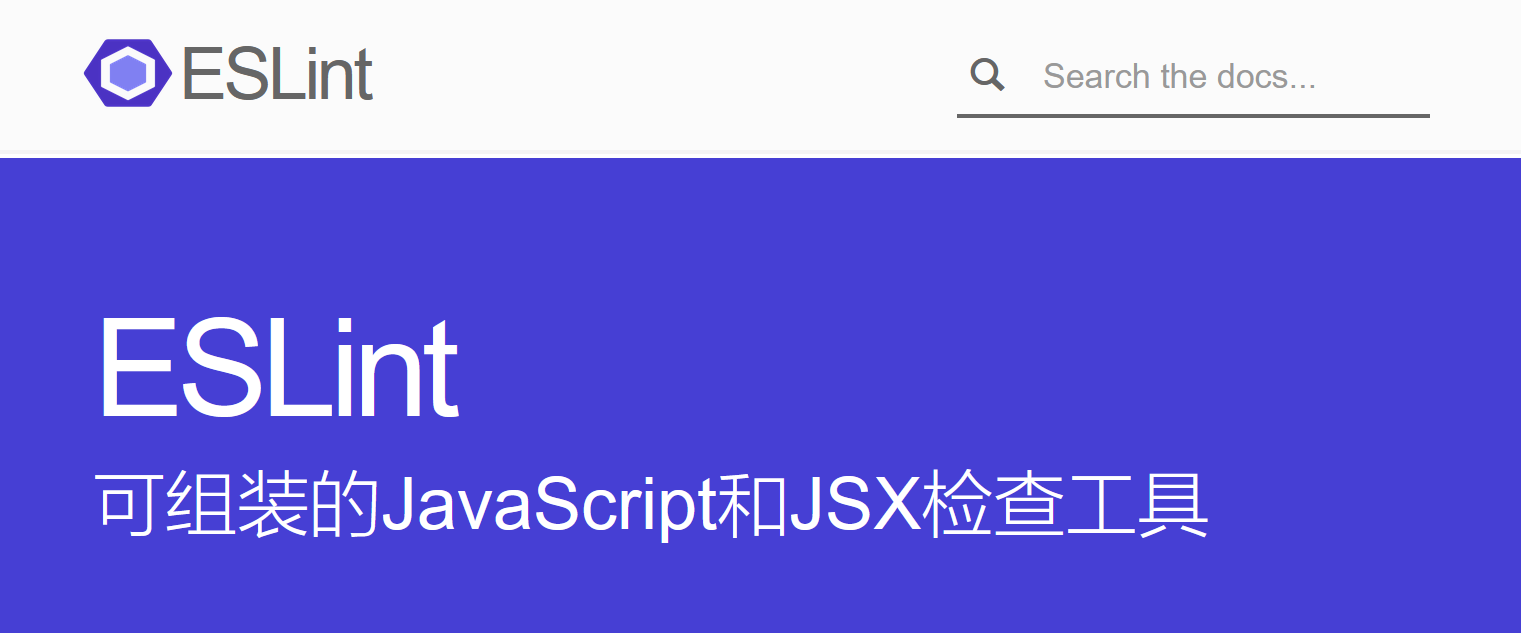 ESLint
Search the docs...
ESLint
可组装的JavaScript和JSX检查工具